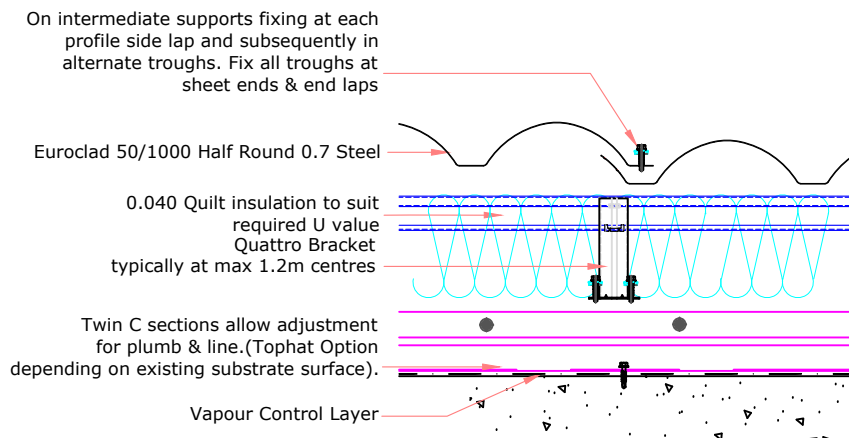 On intermediate supports fixing at each
profile side lap and subsequently in
alternate troughs. Fix all troughs at
sheet ends & end laps
Euroclad 50/1000 Half Round 0.7 Steel
0.040 Quilt insulation to suit
required U value
Quattro Bracket
typically at max 1.2m centres
Twin C sections allow adjustment
for plumb & line.(Tophat Option
depending on existing substrate surface).
Vapour Control Layer